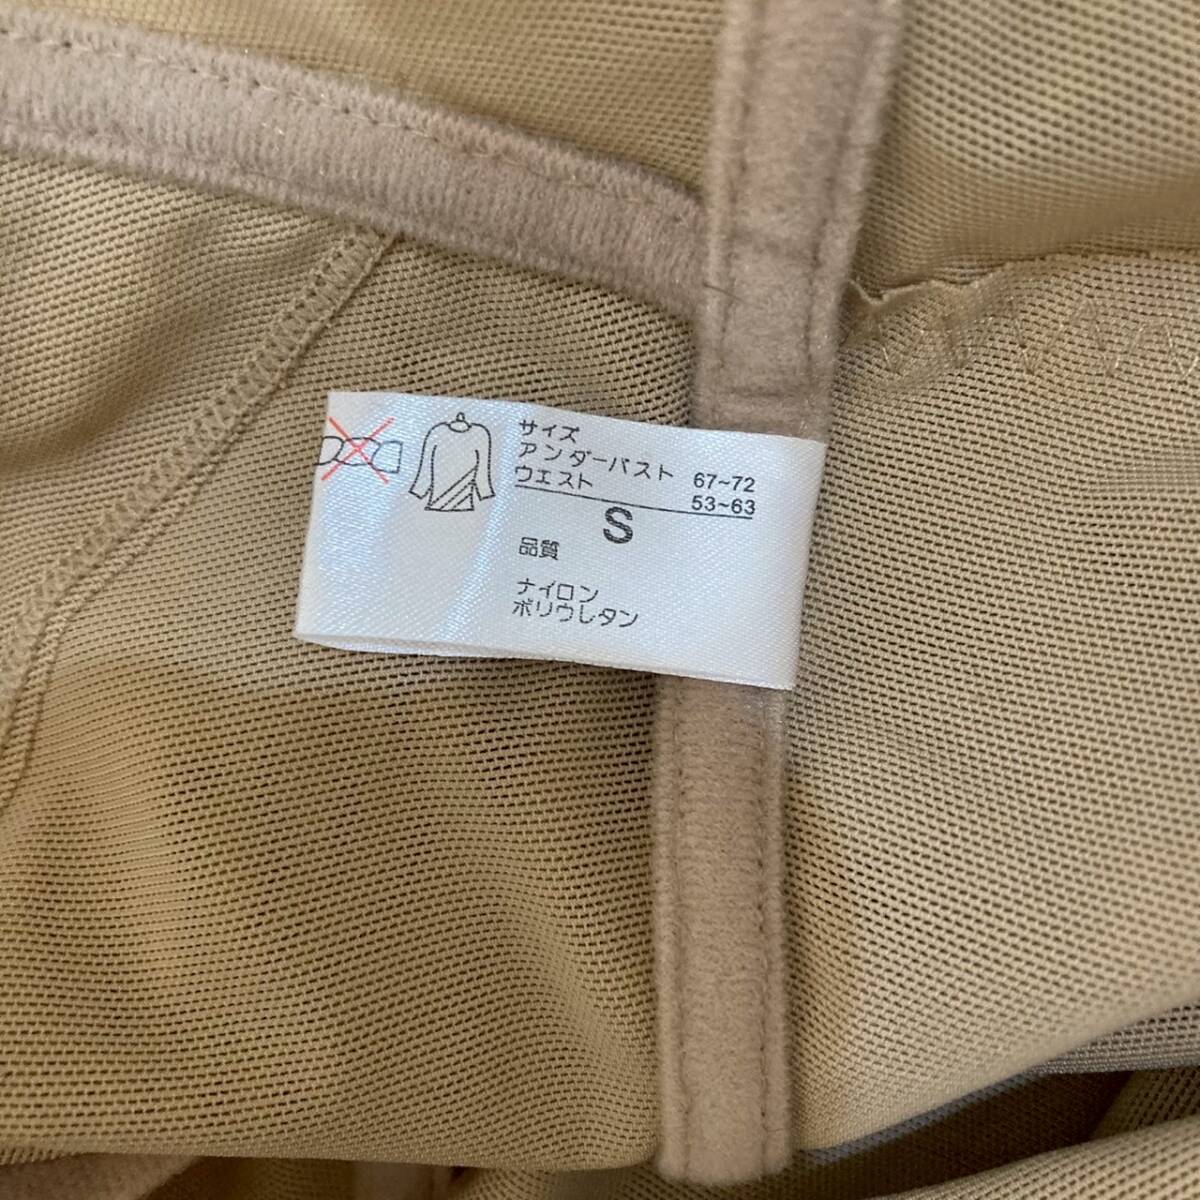 サイズ
アンダーバスト 67~72
ウエスト 53~63
S
品質
ナイロン
ポリウレタン